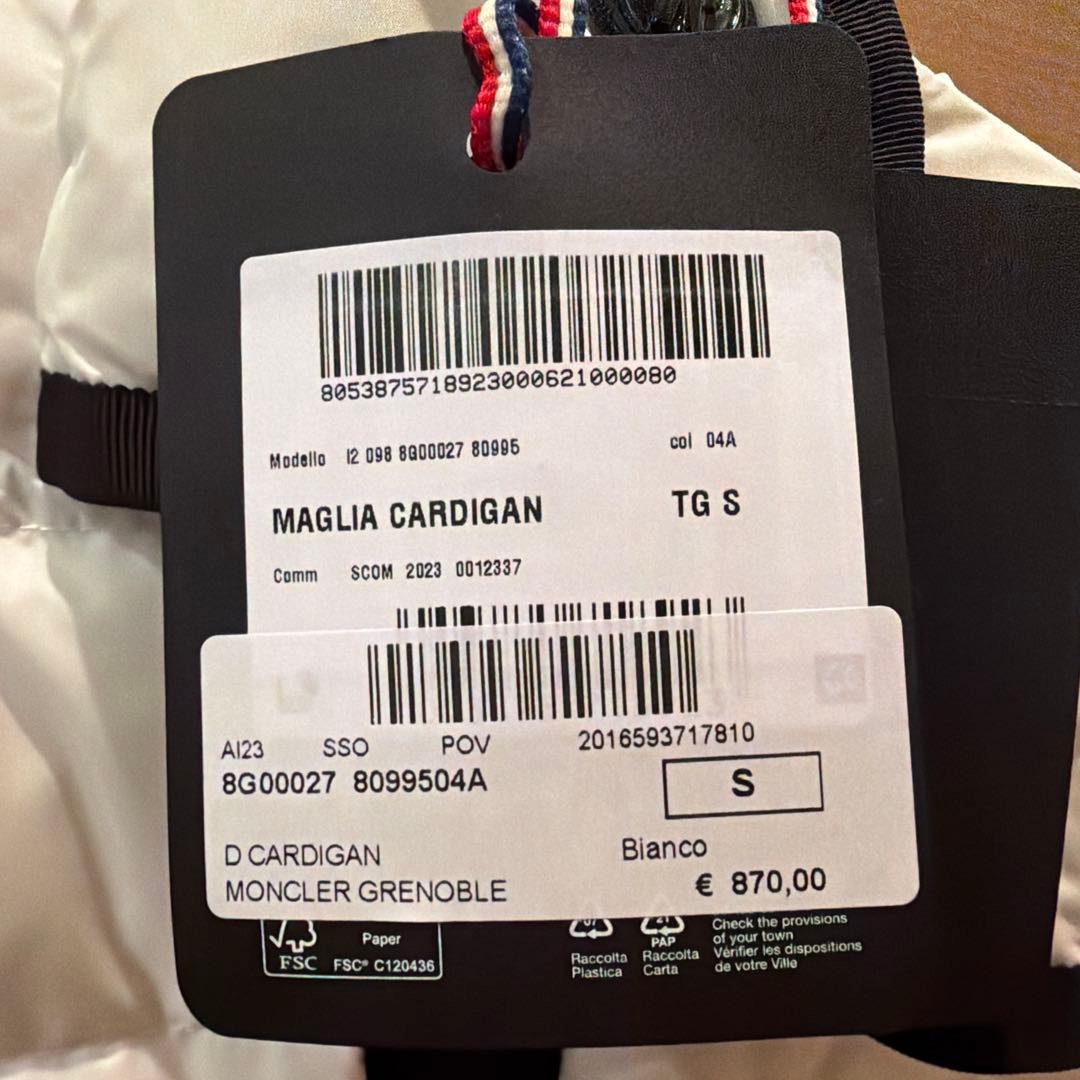 805387571892300062100080
Modello I2 098 8G00027 80995 col 04A
MAGLIA CARDIGAN TG S
Comm SCOM 2023 0012337
AI23 SSO POV 2016593717810
8G00027 8099504A S
D CARDIGAN Bianco
MONCLER GRENOBLE € 870,00
FSC
Paper
FSC® C120436
Raccolta
Plastica
21
PAP
Raccolta
Carta
Check the provisions
of your town
Vérifier les dispositions
de votre Ville